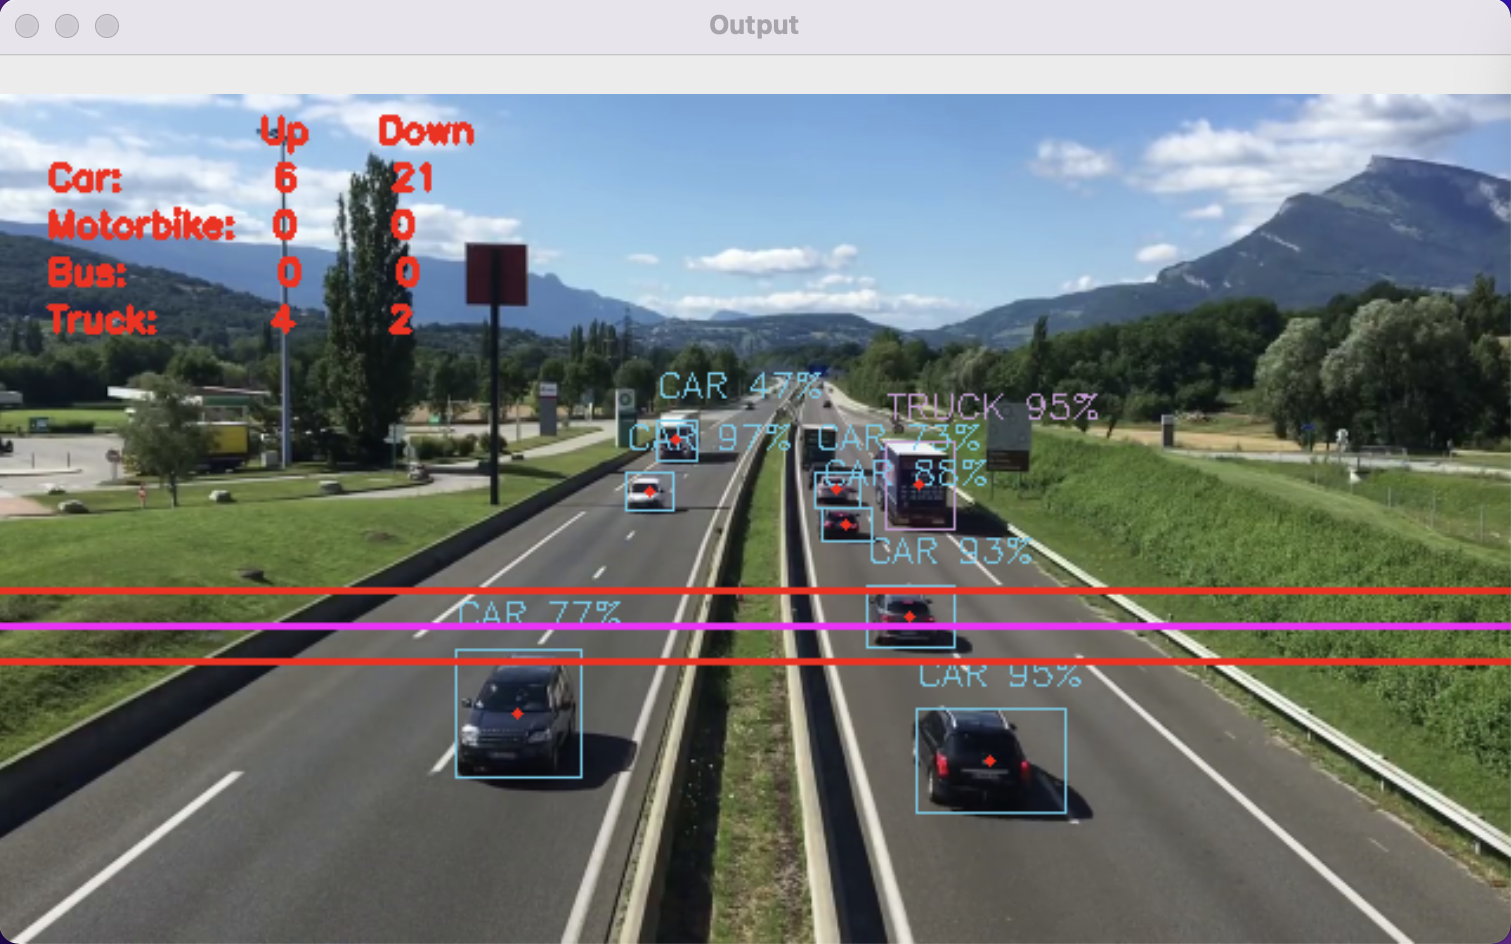 Output
Up Down
Car: 6 21
Motorbike: 0 0
Bus: 0 0
Truck: 4 2
CAR 47%
TRUCK 95%
CAR 97% CAR 73%
CAR 88%
CAR 93%
CAR 77%
CAR 95%